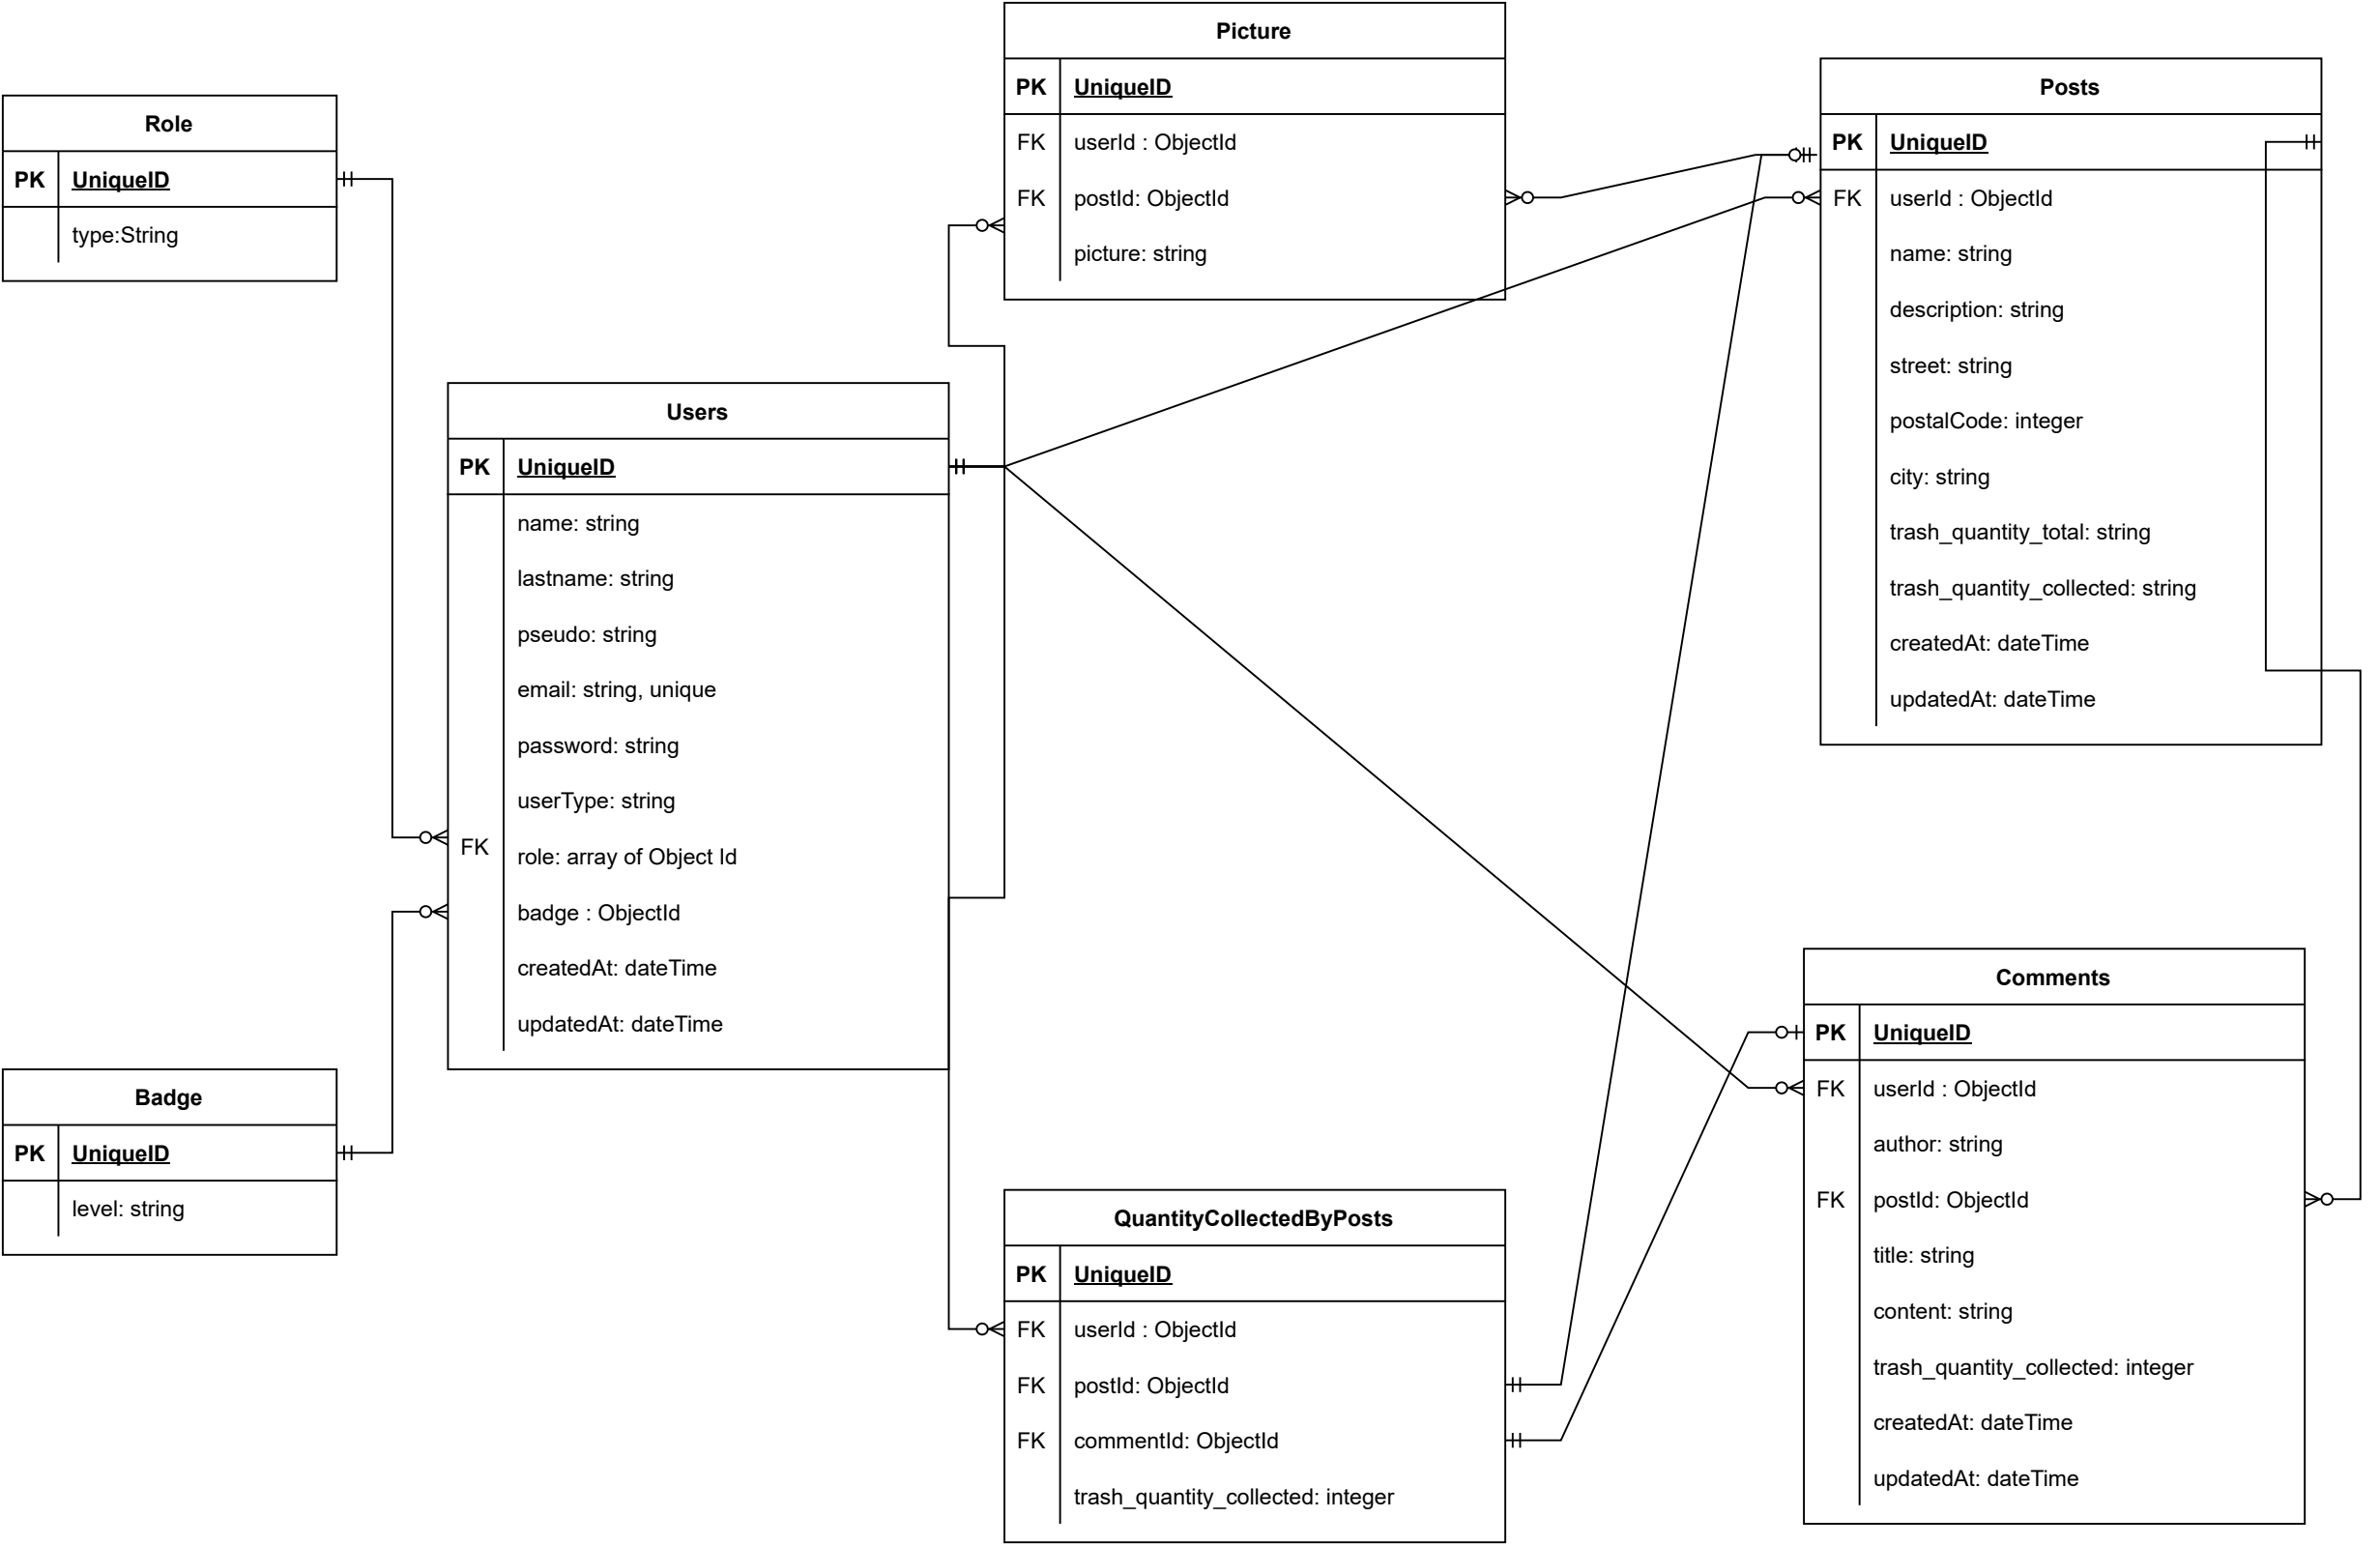 Role
PK UniqueID
type:String
Badge
PK UniqueID
level: string
Users
PK UniqueID
name: string
lastname: string
pseudo: string
email: string, unique
password: string
userType: string
FK role: array of Object Id
badge : ObjectId
createdAt: dateTime
updatedAt: dateTime
Picture
PK UniqueID
FK userId : ObjectId
FK postId: ObjectId
picture: string
QuantityCollectedByPosts
PK UniqueID
FK userId : ObjectId
FK postId: ObjectId
FK commentId: ObjectId
trash_quantity_collected: integer
Posts
PK UniqueID
FK userId : ObjectId
name: string
description: string
street: string
postalCode: integer
city: string
trash_quantity_total: string
trash_quantity_collected: string
createdAt: dateTime
updatedAt: dateTime
Comments
PK UniqueID
FK userId : ObjectId
author: string
FK postId: ObjectId
title: string
content: string
trash_quantity_collected: integer
createdAt: dateTime
updatedAt: dateTime